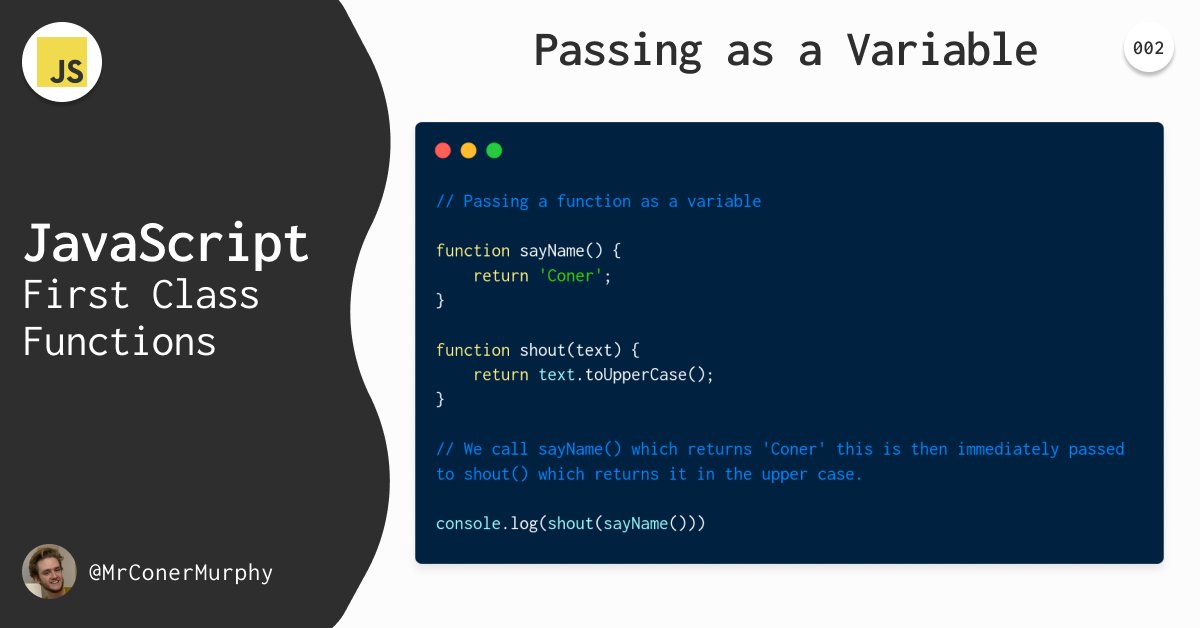 JS
Passing as a Variable
002
JavaScript
First Class
Functions
// Passing a function as a variable
function sayName() {
    return 'Coner';
}
function shout(text) {
    return text.toUpperCase();
}
// We call sayName() which returns 'Coner' this is then immediately passed
to shout() which returns it in the upper case.
console.log(shout(sayName()))
@MrConerMurphy